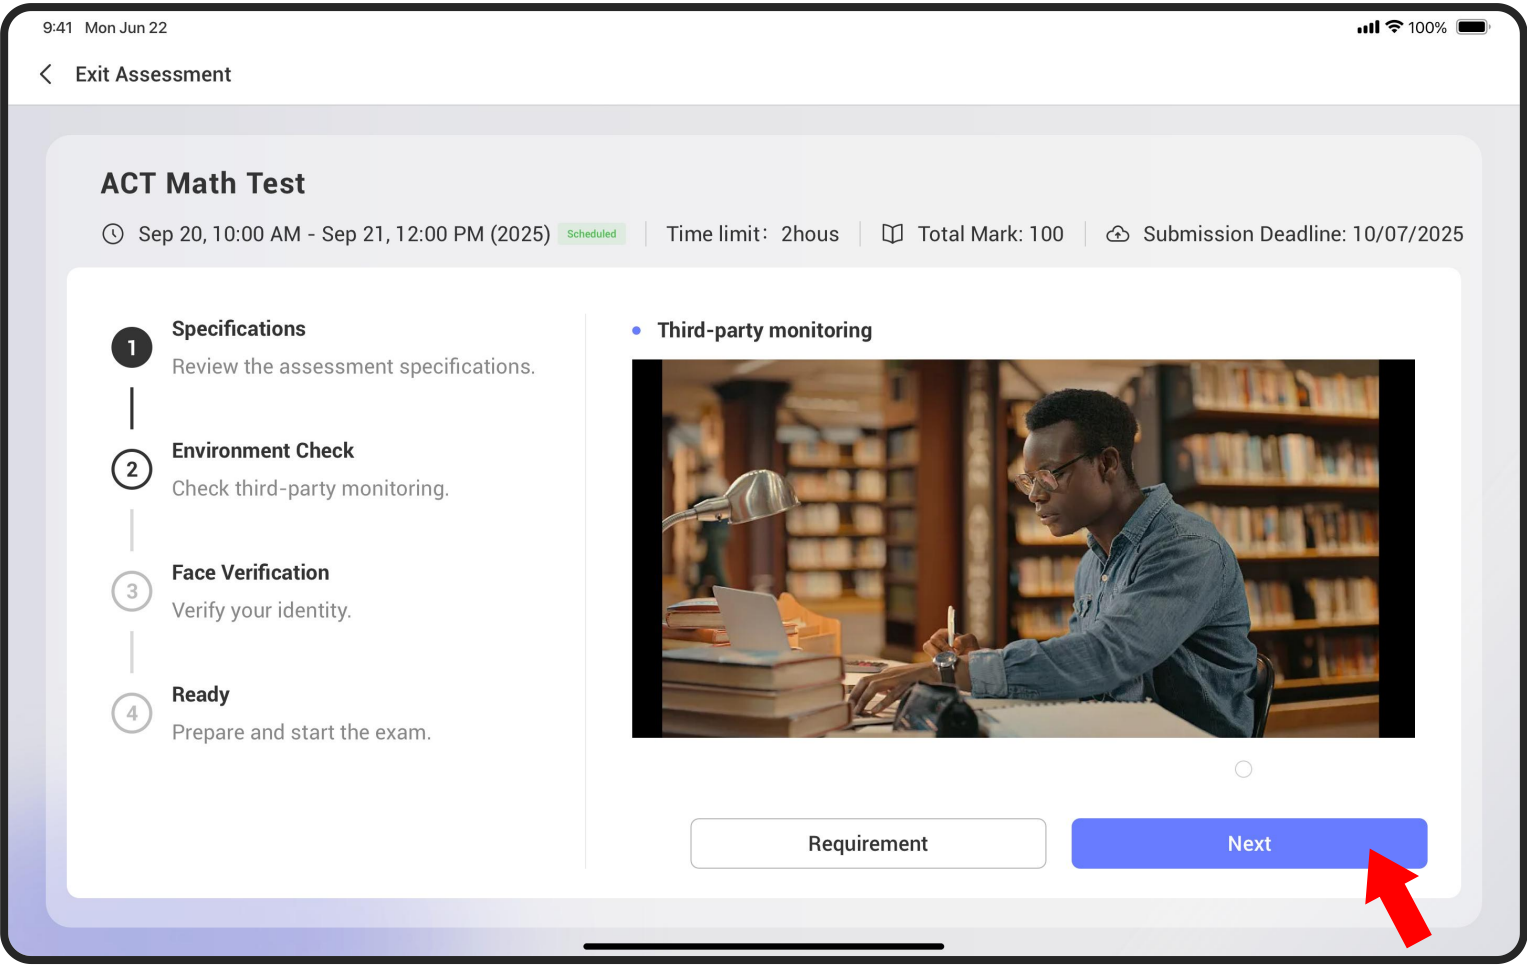 9:41 Mon Jun 22 100%
Exit Assessment
ACT Math Test
Sep 20, 10:00 AM - Sep 21, 12:00 PM (2025) Scheduled Time limit: 2hous Total Mark: 100 Submission Deadline: 10/07/2025
1 Specifications
Review the assessment specifications.
2 Environment Check
Check third-party monitoring.
3 Face Verification
Verify your identity.
4 Ready
Prepare and start the exam.
Third-party monitoring
Requirement Next